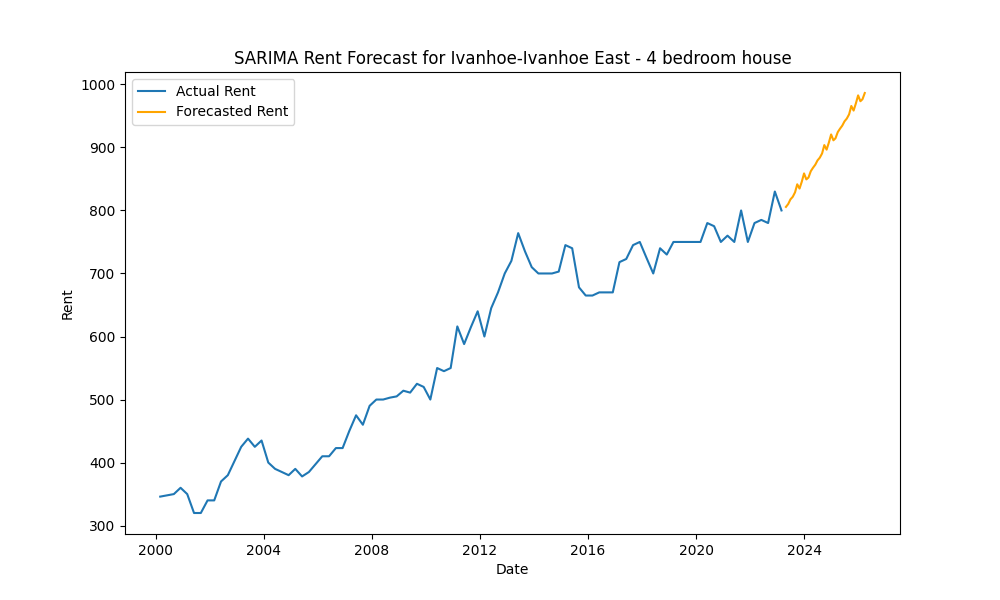 SARIMA Rent Forecast for Ivanhoe-Ivanhoe East - 4 bedroom house
Actual Rent
Forecasted Rent
1000
900
800
700
600
500
400
300
Rent
2000 2004 2008 2012 2016 2020 2024
Date